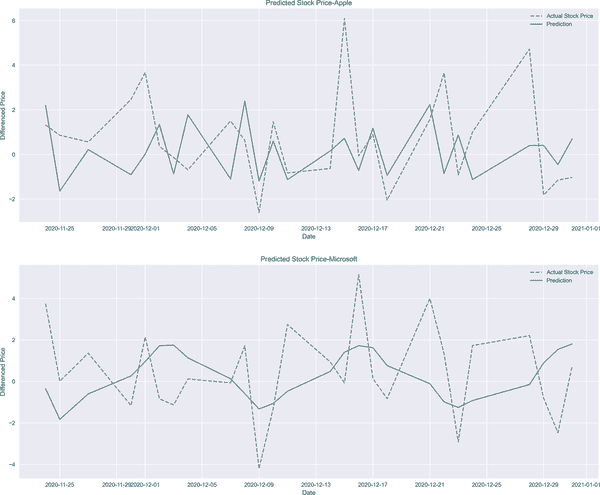 Predicted Stock Price-Apple
Actual Stock Price
Prediction
6
4
2
0
−2
Differenced Price
2020-11-25 2020-11-29 2020-12-01 2020-12-05 2020-12-09 2020-12-13 2020-12-17 2020-12-21 2020-12-25 2020-12-29 2021-01-01
Date
Predicted Stock Price-Microsoft
Actual Stock Price
Prediction
4
2
0
−2
−4
Differenced Price
2020-11-25 2020-11-29 2020-12-01 2020-12-05 2020-12-09 2020-12-13 2020-12-17 2020-12-21 2020-12-25 2020-12-29 2021-01-01
Date